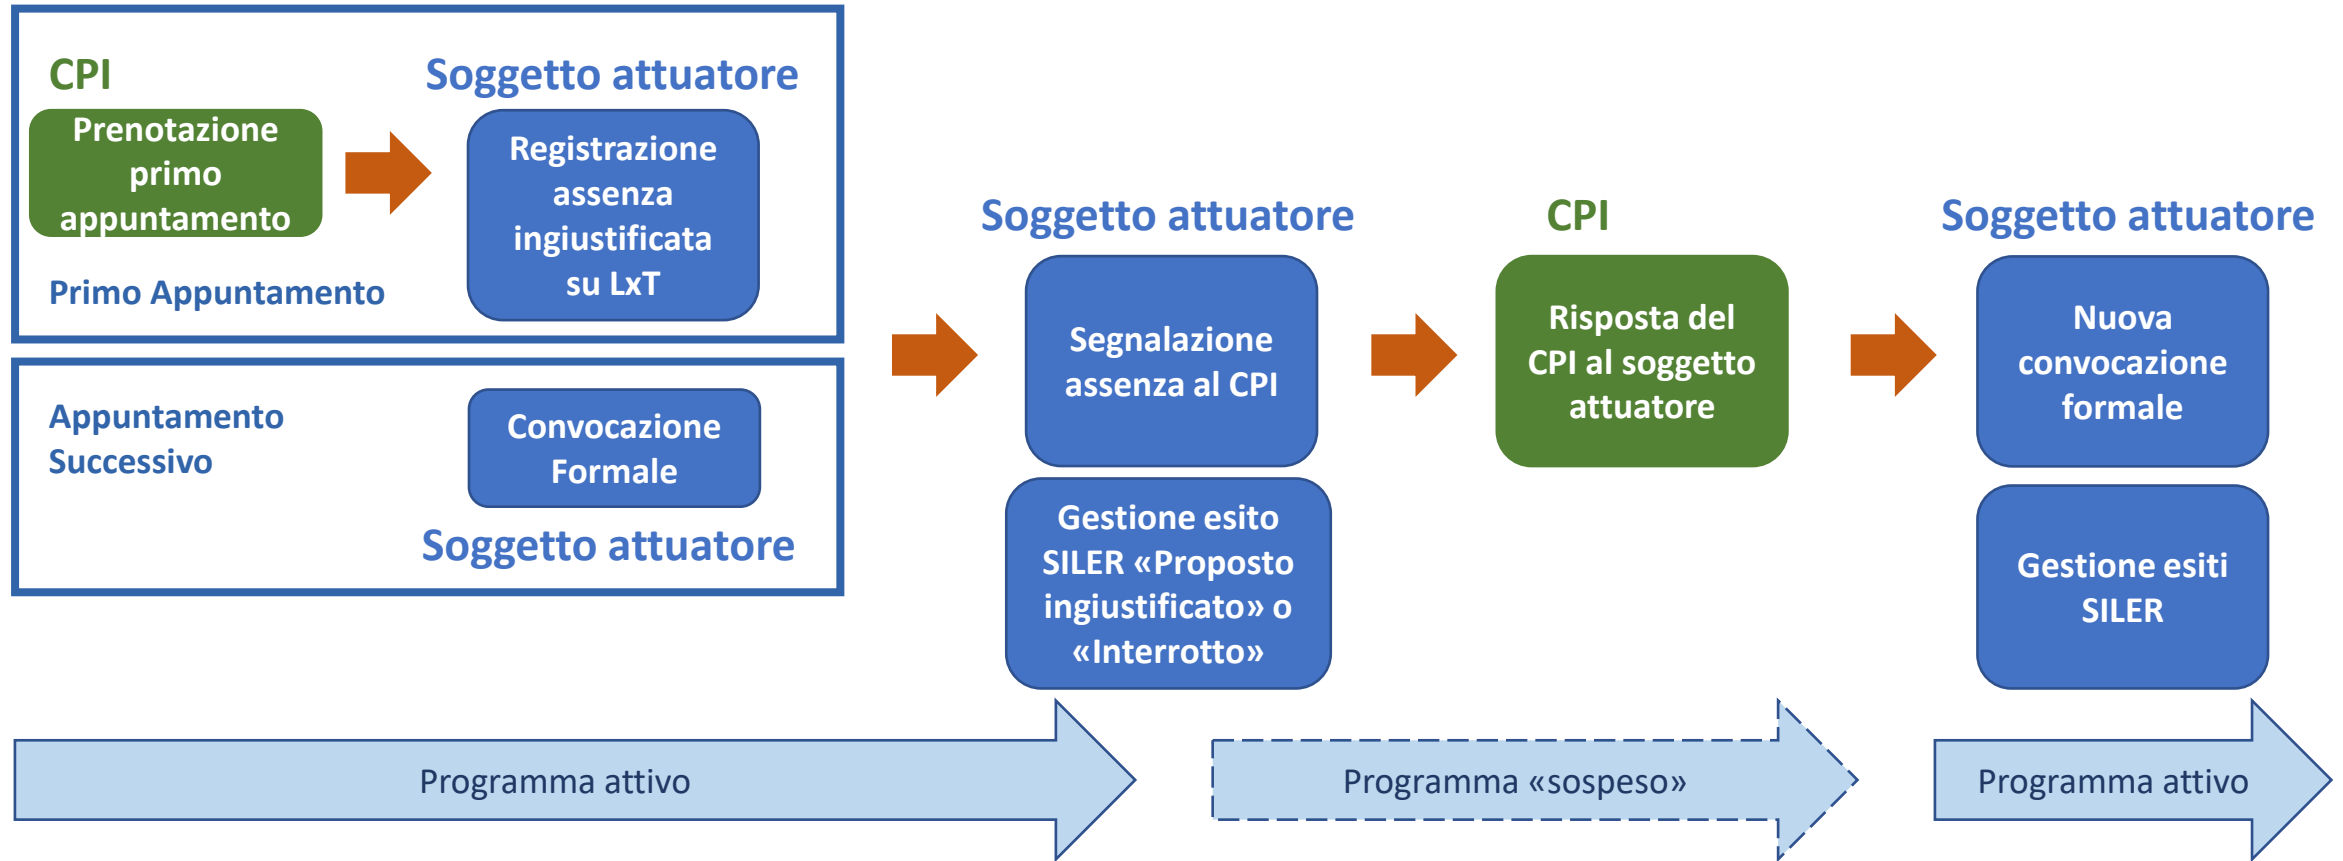 CPI
Soggetto attuatore
Prenotazione
primo
appuntamento
Registrazione
assenza
ingiustificata
su LxT
Primo Appuntamento
Appuntamento
Successivo
Convocazione
Formale
Soggetto attuatore
Soggetto attuatore
Segnalazione
assenza al CPI
Gestione esito
SILER «Proposto
ingiustificato» o
«Interrotto»
CPI
Risposta del
CPI al soggetto
attuatore
Soggetto attuatore
Nuova
convocazione
formale
Gestione esiti
SILER
Programma attivo
Programma «sospeso»
Programma attivo